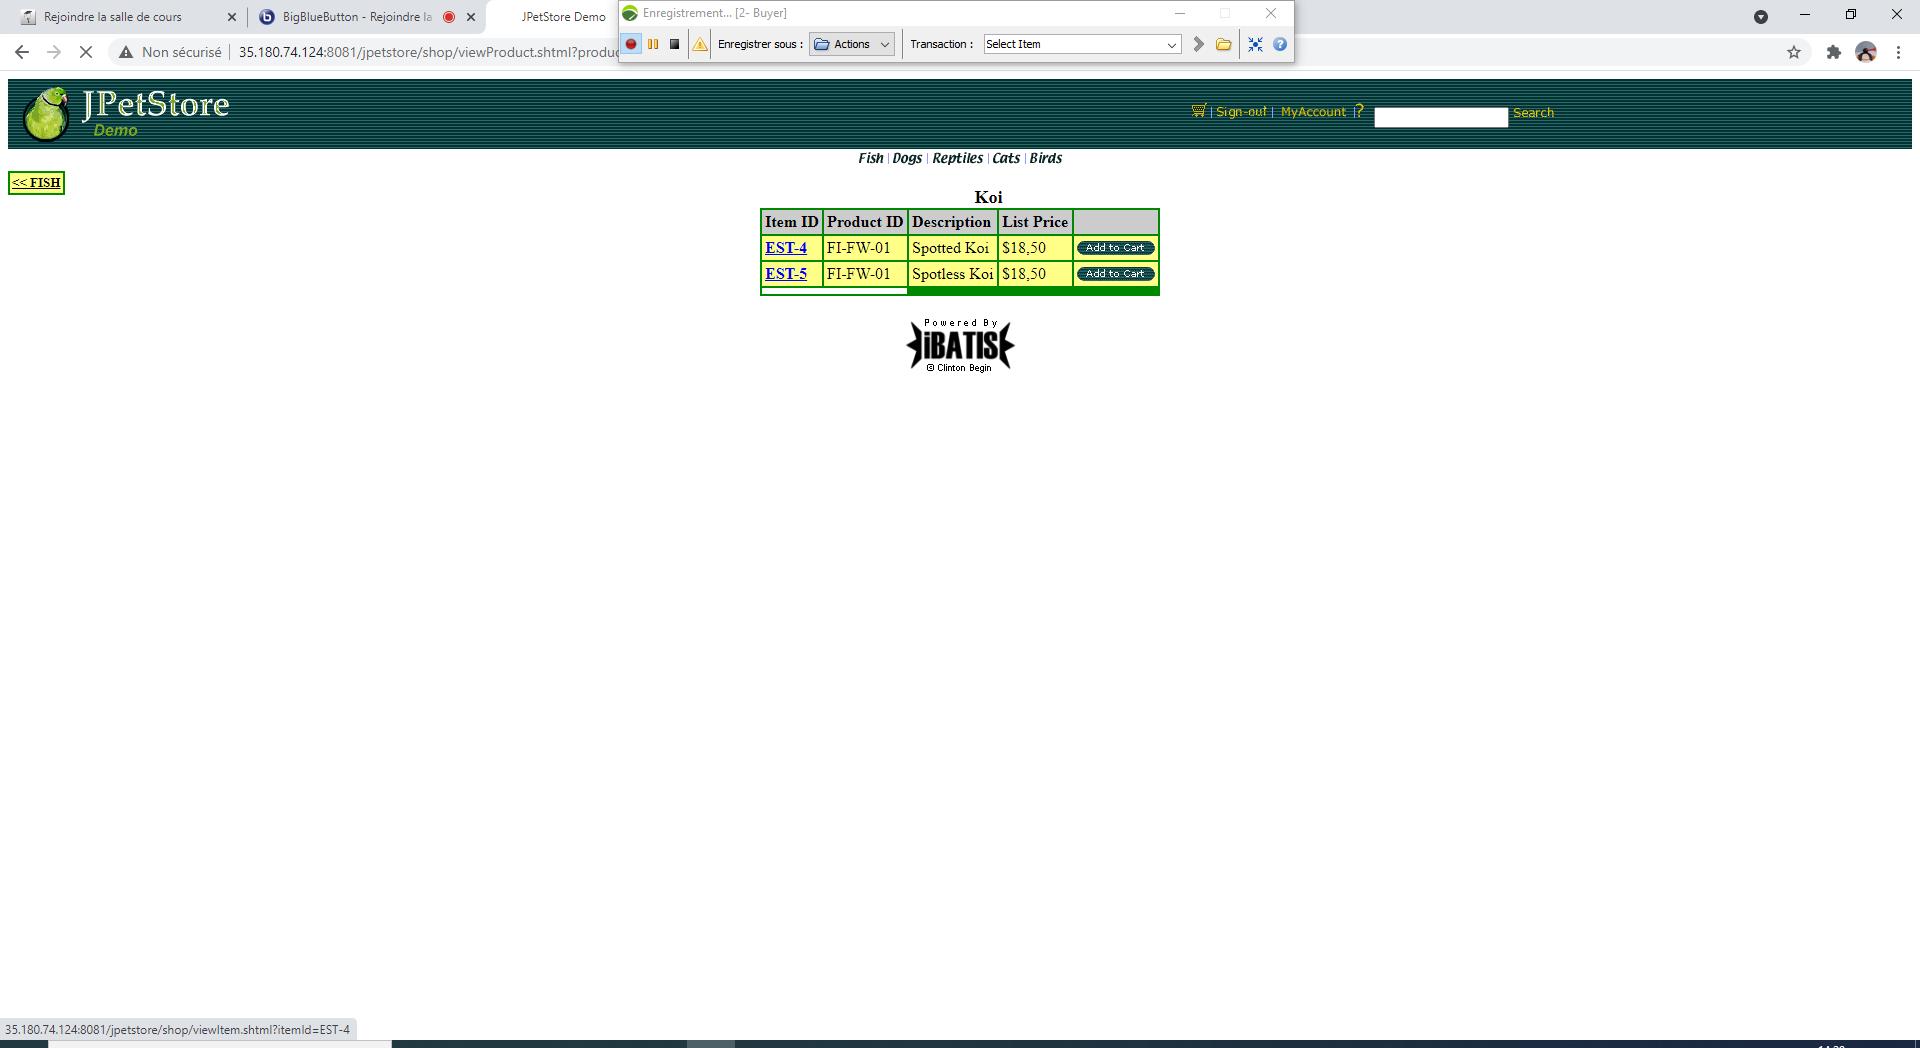 Rejoindre la salle de cours
BigBlueButton - Rejoindre la
JPetStore Demo
Enregistrement... [2- Buyer]
Enregistrer sous :
Actions
Transaction :
Select Item
Non sécurisé
35.180.74.124:8081/jpetstore/shop/viewProduct.shtml?produ
JPetStore
Demo
| Sign-out | MyAccount | ?
Search
Fish | Dogs | Reptiles | Cats | Birds
<< FISH
Koi
Item ID Product ID Description List Price
EST-4 FI-FW-01 Spotted Koi $18,50 Add to Cart
EST-5 FI-FW-01 Spotless Koi $18,50 Add to Cart
Powered By
iBATIS
© Clinton Begin
35.180.74.124:8081/jpetstore/shop/viewItem.shtml?itemId=EST-4